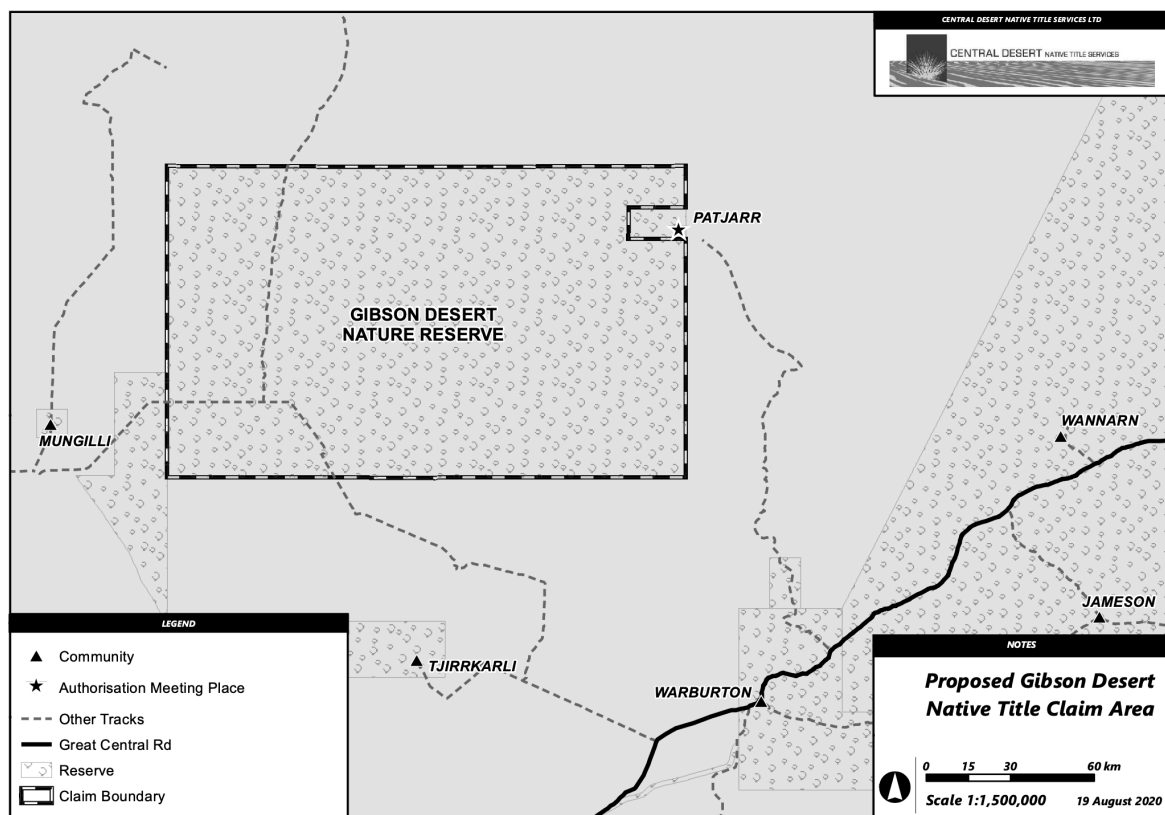 CENTRAL DESERT NATIVE TITLE SERVICES LTD
CENTRAL DESERT NATIVE TITLE SERVICES
PATJARR
GIBSON DESERT
NATURE RESERVE
MUNGILLI
WANNARN
JAMESON
TJIRRKARLI
WARBURTON
LEGEND
Community
Authorisation Meeting Place
Other Tracks
Great Central Rd
Reserve
Claim Boundary
NOTES
Proposed Gibson Desert
Native Title Claim Area
0 15 30 60 km
Scale 1:1,500,000 19 August 2020